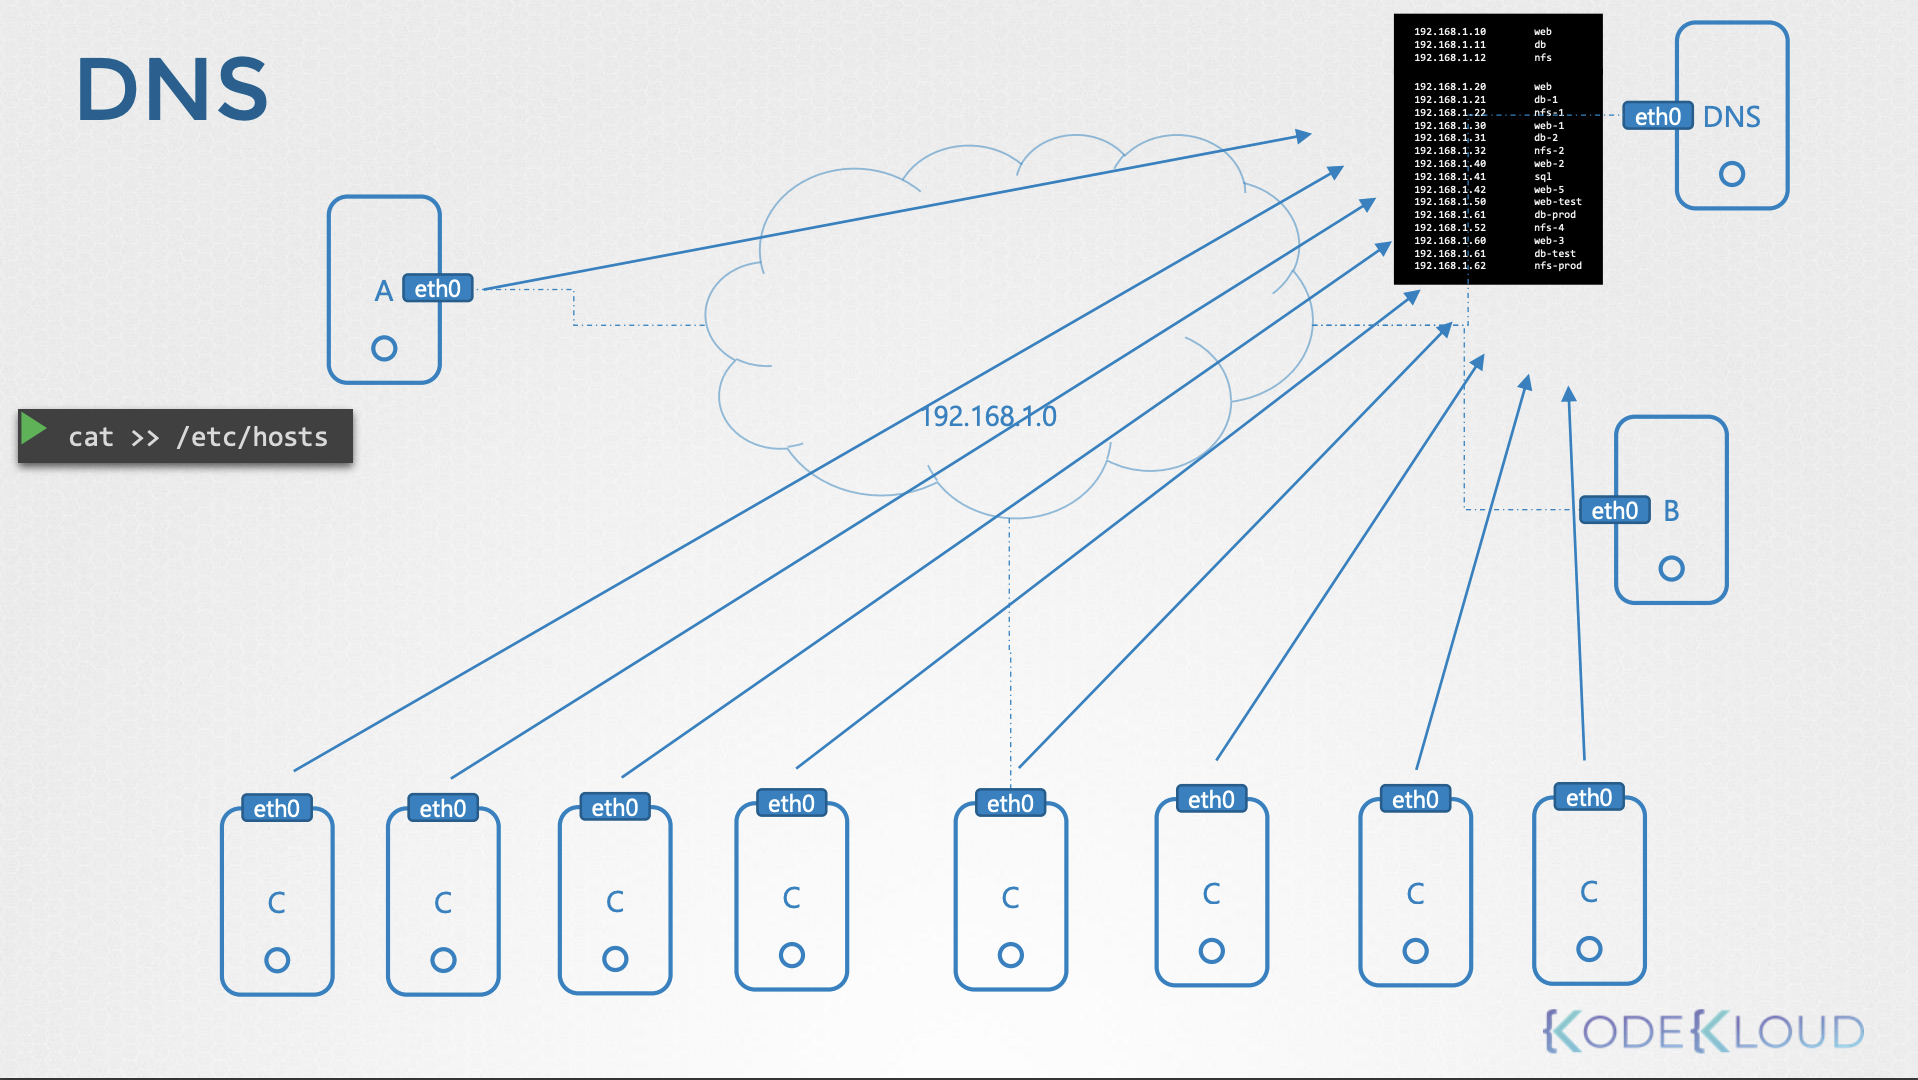 DNS
192.168.1.10 web
192.168.1.11 db
192.168.1.12 nfs
192.168.1.20 web
192.168.1.21 db-1
192.168.1.22 nfs-1
192.168.1.30 web-1
192.168.1.31 db-2
192.168.1.32 nfs-2
192.168.1.40 web-2
192.168.1.41 sql
192.168.1.42 web-5
192.168.1.50 web-test
192.168.1.61 db-prod
192.168.1.52 nfs-4
192.168.1.60 web-3
192.168.1.61 db-test
192.168.1.62 nfs-prod
eth0 DNS
A eth0
192.168.1.0
cat >> /etc/hosts
eth0 B
eth0 eth0 eth0 eth0 eth0 eth0 eth0 eth0
C C C C C C C C
KODEKLOUD